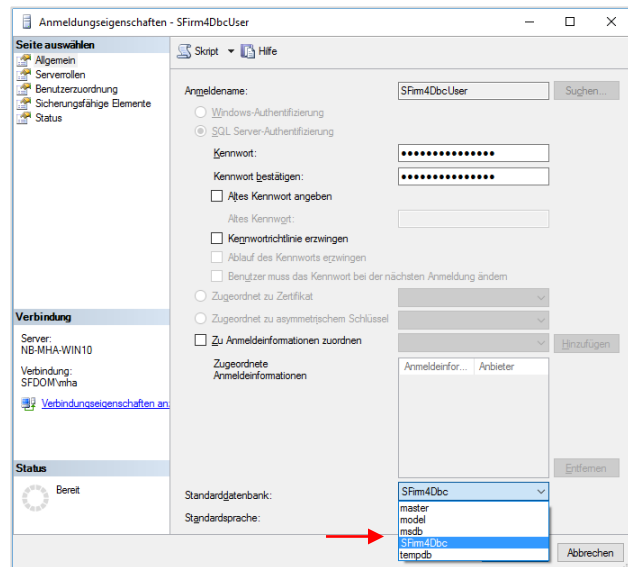 Anmeldungseigenschaften - SFirm4DbcUser
Seite auswählen
Allgemein
Serverrollen
Benutzerzuordnung
Sicherungsfähige Elemente
Status
Skript
Hilfe
Anmeldename:
SFirm4DbcUser
Suchen...
Windows-Authentifizierung
SQL Server-Authentifizierung
Kennwort:
●●●●●●●●●●●●●●●
Kennwort bestätigen:
●●●●●●●●●●●●●●●
Altes Kennwort angeben
Altes Kennwort:
Kennwortrichtlinie erzwingen
Ablauf des Kennworts erzwingen
Benutzer muss das Kennwort bei der nächsten Anmeldung ändern
Zugeordnet zu Zertifikat
Zugeordnet zu asymmetrischem Schlüssel
Zu Anmeldeinformationen zuordnen
Hinzufügen
Zugeordnete
Anmeldeinformationen
Anmeldeinfor... Anbieter
Entfernen
Verbindung
Server:
NB-MHA-WIN10
Verbindung:
SFDOM\mha
Verbindungseigenschaften an
Status
Bereit
Standarddatenbank:
SFirm4Dbc
Standardsprache:
master
model
msdb
SFirm4Dbc
tempdb
Abbrechen